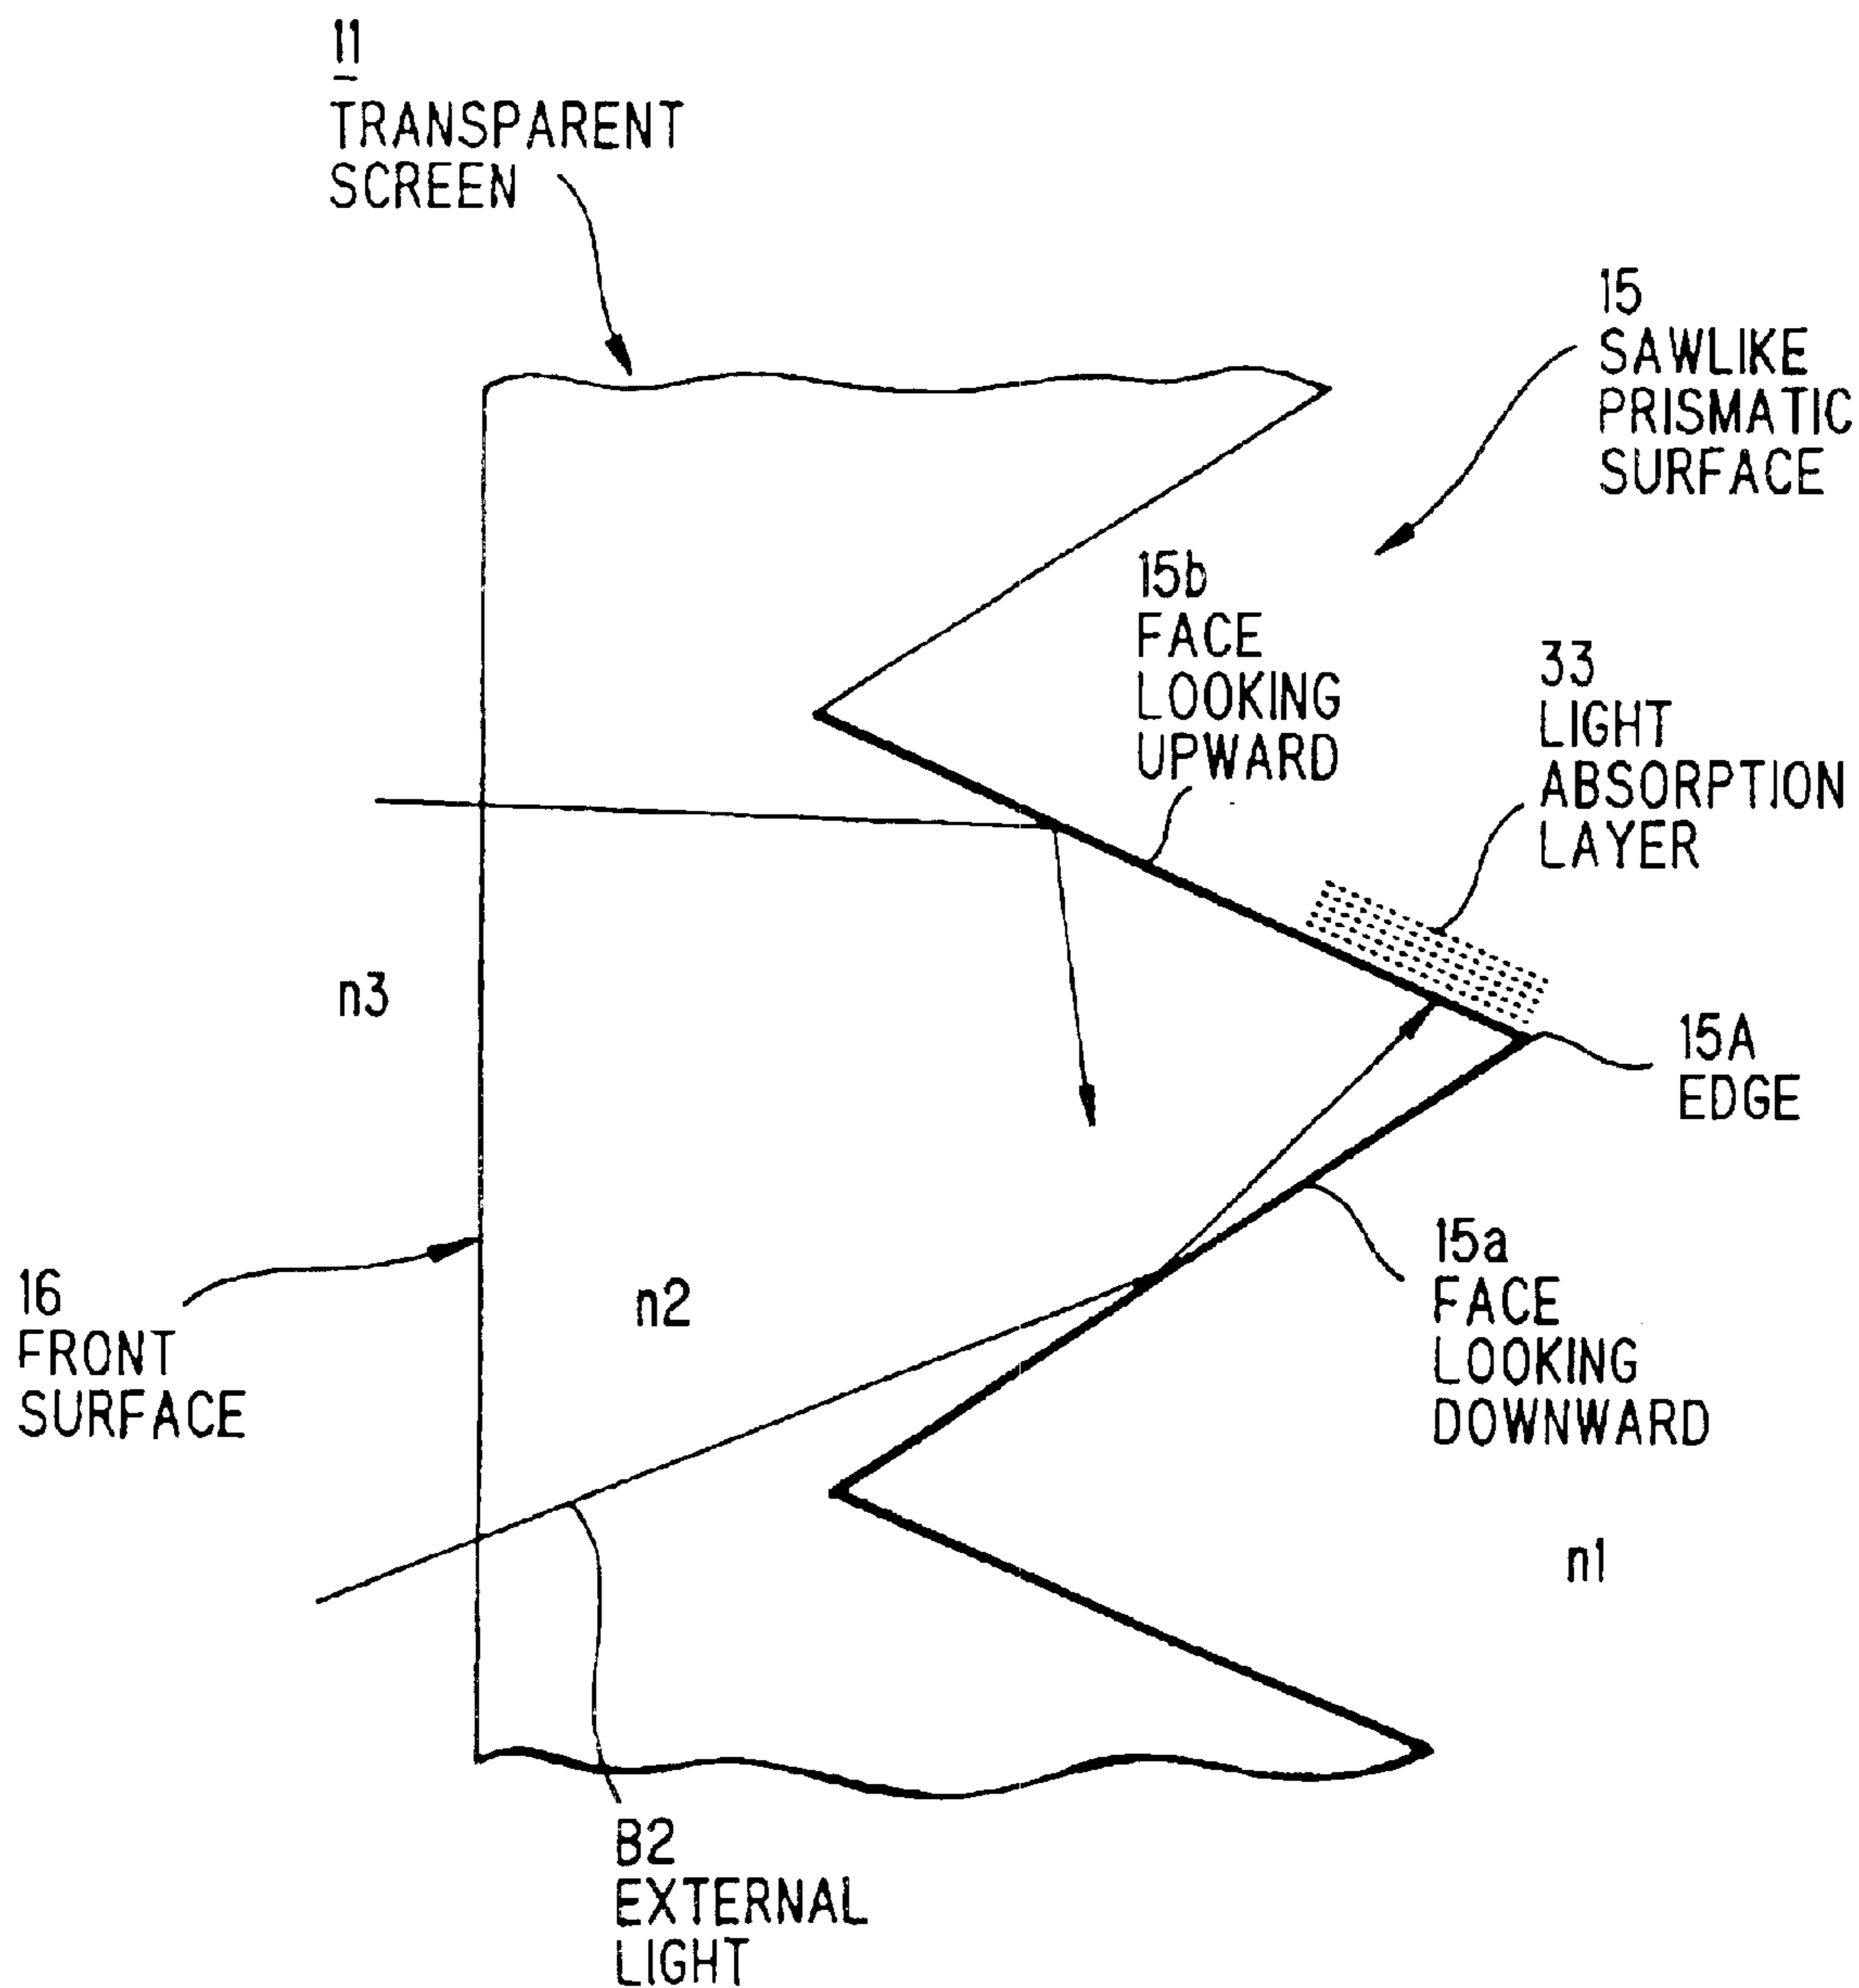 11
TRANSPARENT
SCREEN
15
SAWLIKE
PRISMATIC
SURFACE
15b
FACE
LOOKING
UPWARD
33
LIGHT
ABSORPTION
LAYER
n3
15A
EDGE
16
FRONT
SURFACE
n2
15a
FACE
LOOKING
DOWNWARD
n1
B2
EXTERNAL
LIGHT